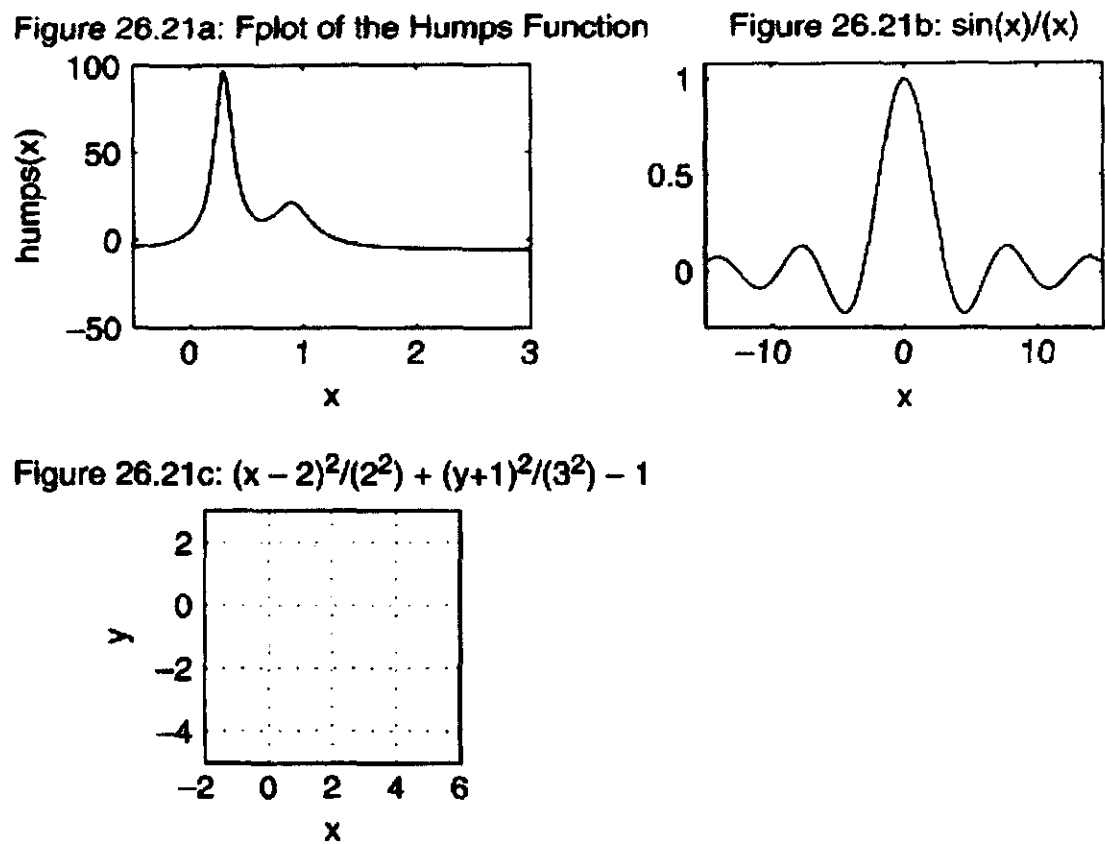 Figure 26.21a: Fplot of the Humps Function
100
50
0
−50
humps(x)
0 1 2 3
x
Figure 26.21b: sin(x)/(x)
1
0.5
0
−10 0 10
x
Figure 26.21c: (x − 2)²/(2²) + (y+1)²/(3²) − 1
2
0
−2
−4
y
−2 0 2 4 6
x